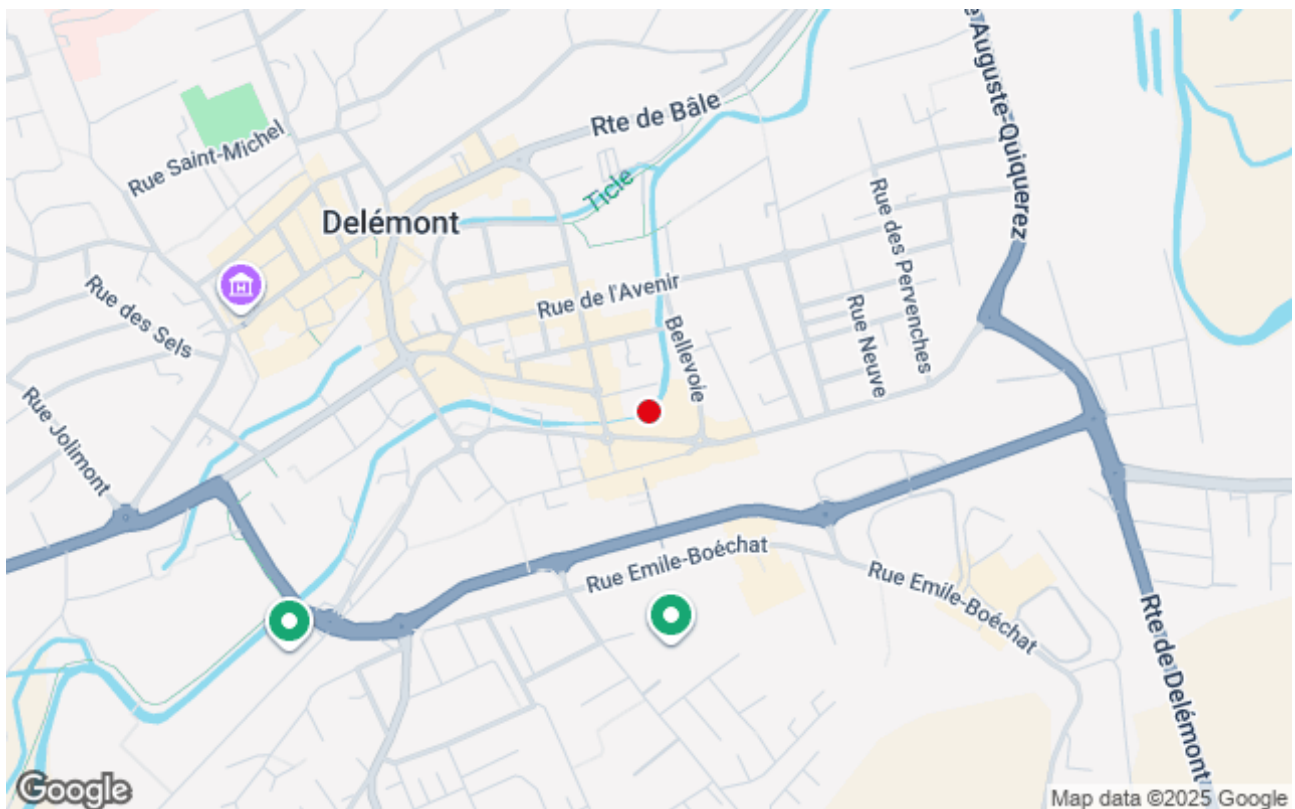 e Auguste-Quiquerez
Rte de Bâle
Rue Saint-Michel
Ticle
Rue des Pervenches
Delémont
Rue des Sels
Rue de l'Avenir
Rue Neuve
Bellevoie
Rue Jolimont
Rue Emile-Boéchat
Rue Emile-Boéchat
Rte de Delémont
Google
Map data ©2025 Google